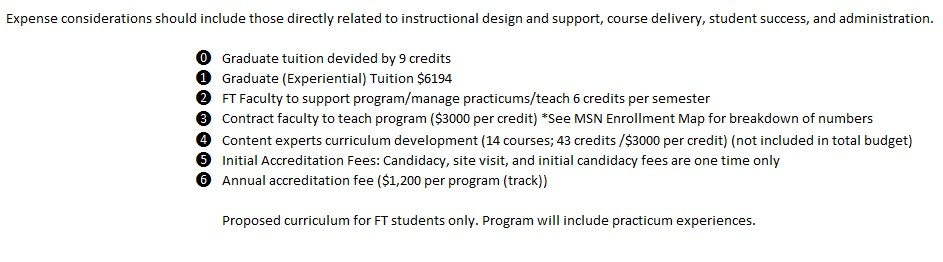 Expense considerations should include those directly related to instructional design and support, course delivery, student success, and administration.
⓿ Graduate tuition devided by 9 credits
❶ Graduate (Experiential) Tuition $6194
❷ FT Faculty to support program/manage practicums/teach 6 credits per semester
❸ Contract faculty to teach program ($3000 per credit) *See MSN Enrollment Map for breakdown of numbers
❹ Content experts curriculum development (14 courses; 43 credits /$3000 per credit) (not included in total budget)
❺ Initial Accreditation Fees: Candidacy, site visit, and initial candidacy fees are one time only
❻ Annual accreditation fee ($1,200 per program (track))
Proposed curriculum for FT students only. Program will include practicum experiences.